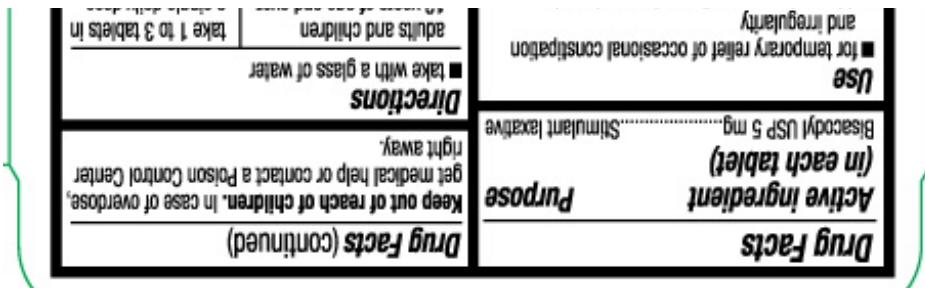 Drug Facts
Active ingredient Purpose
(in each tablet)
Bisacodyl USP 5 mg......................Stimulant laxative
Use
■ for temporary relief of occasional constipation
and irregularity
Drug Facts (continued)
Keep out of reach of children. In case of overdose,
get medical help or contact a Poison Control Center
right away.
Directions
■ take with a glass of water
adults and children take 1 to 3 tablets in